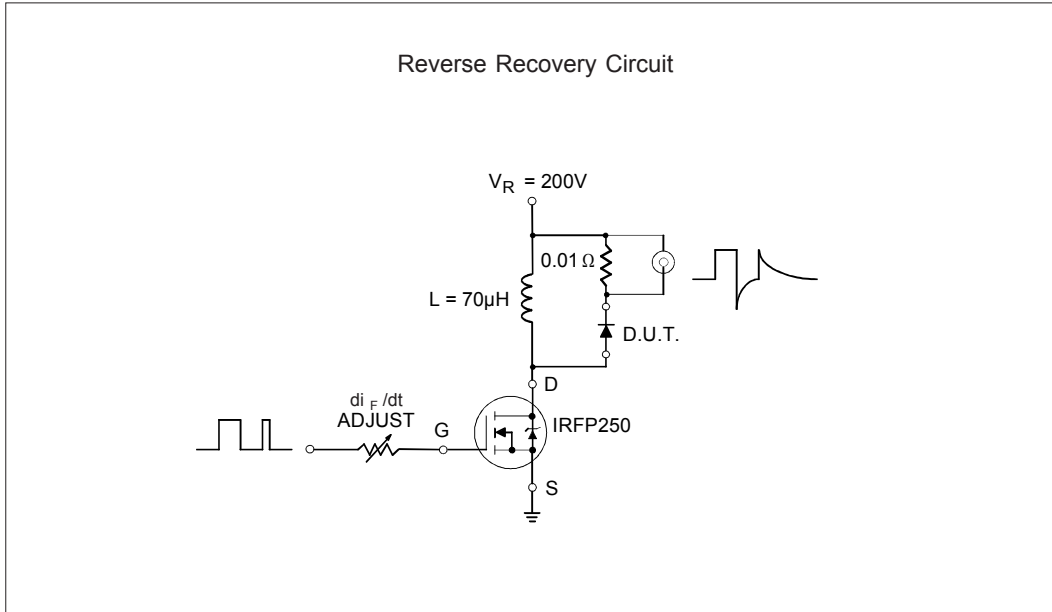 Reverse Recovery Circuit
V_R = 200V
0.01 Ω
L = 70µH
D.U.T.
D
di_F/dt
ADJUST
G
IRFP250
S